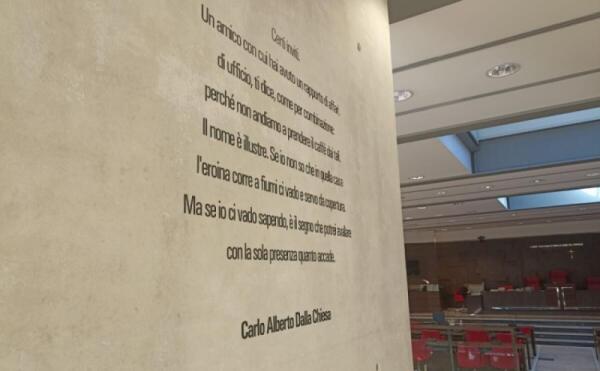 Certi inviti.
Un amico con cui hai avuto un rapporto di affari,
di ufficio, ti dice, come per combinazione:
perché non andiamo a prendere il caffè dai tali.
Il nome è illustre. Se io non so che in quella casa
l'eroina corre a fiumi ci vado e servo da copertura.
Ma se io ci vado sapendo, è il segno che potrei avallare
con la sola presenza quanto accade.
Carlo Alberto Dalla Chiesa